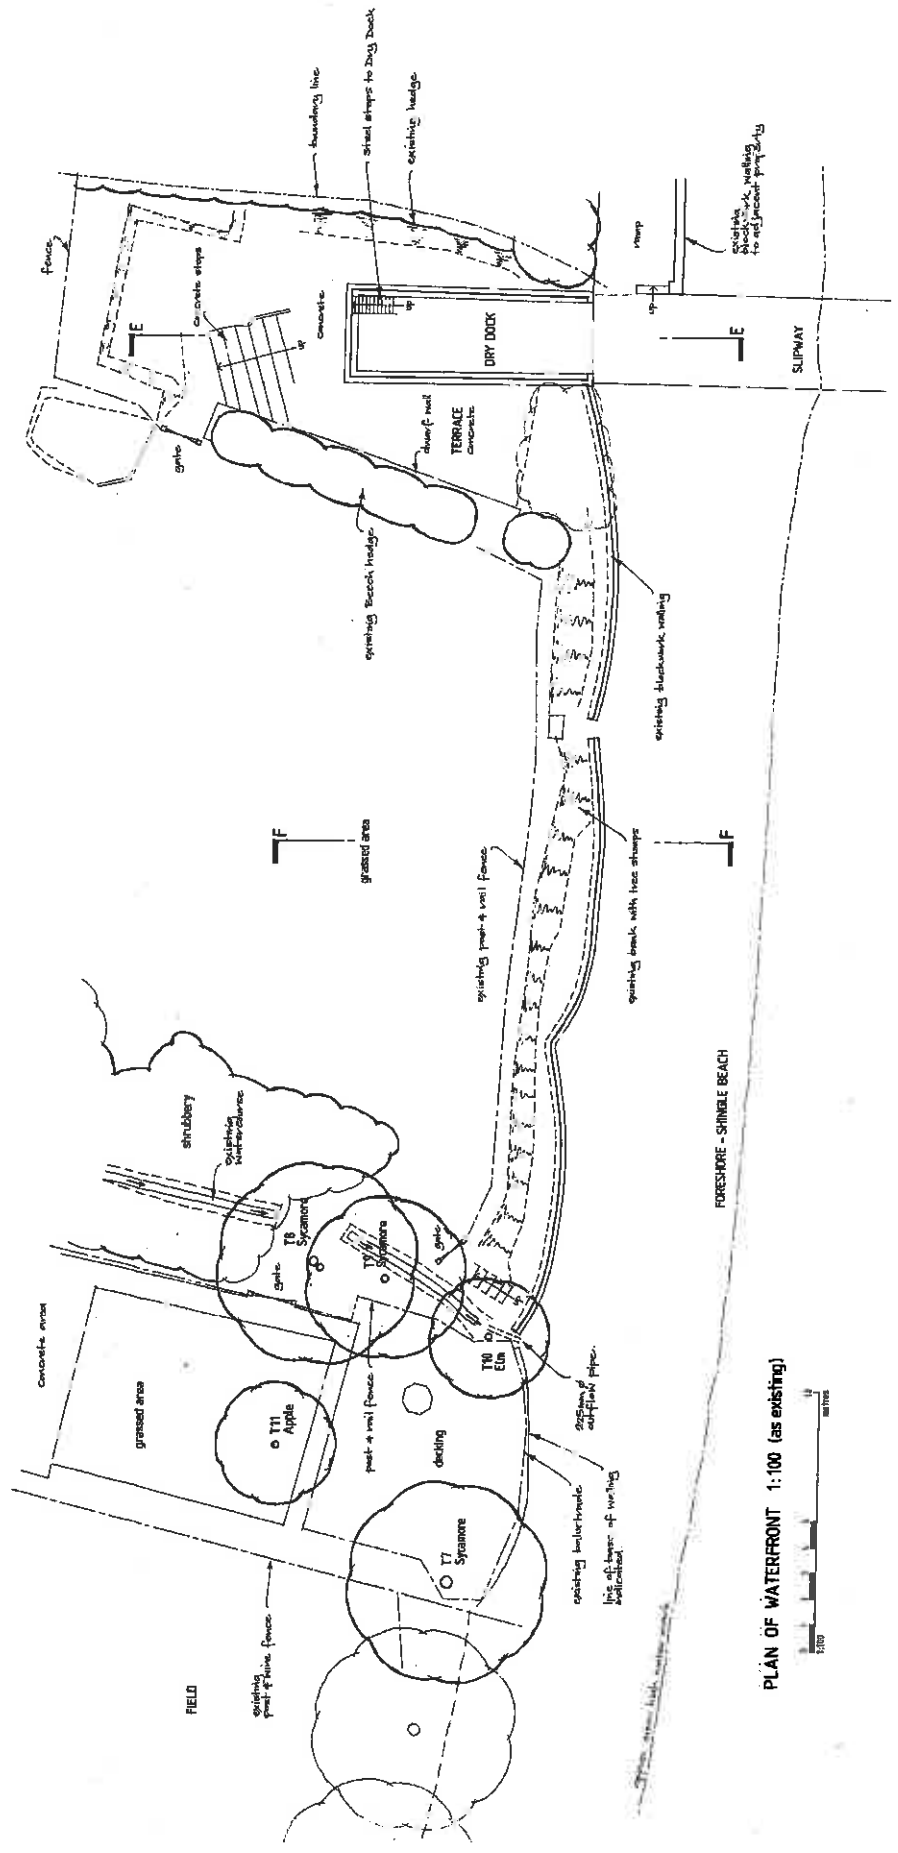 fence
boundary line
steel steps to Dry Dock
existing hedge
concrete steps
E
up
concrete
gate
up
DRY DOCK
ramp
existing
blockwork walling
to adjacent property
up
E
SLIPWAY
dwarf wall
TERRACE
concrete
existing Beech hedge
existing blockwork walling
F
grassed area
existing post & rail fence
existing bank with tree stumps
F
shrubbery
existing
watercourse
T8
Sycamore
gate
T9
Sycamore
gate
up
T10
Elm
225mm ø
outflow pipe.
FORESHORE - SHINGLE BEACH
concrete area
grassed area
T11
Apple
post & rail fence
decking
T7
Sycamore
existing balustrade
line of base of walling
indicated
FIELD
existing
post & wire fence
PLAN OF WATERFRONT 1:100 (as existing)
1:100
metres